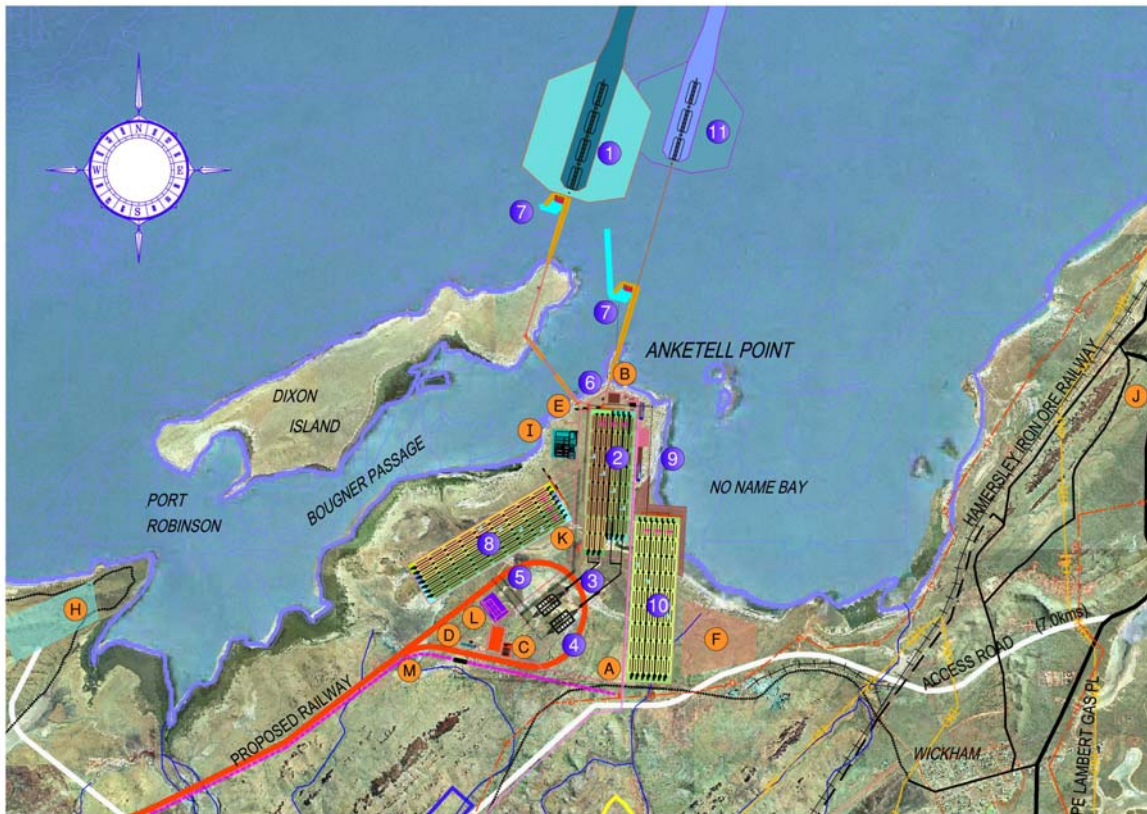 N
W
E
S
1
11
7
7
ANKETELL POINT
B
6
E
I
2
9
DIXON
ISLAND
BOUGNER PASSAGE
PORT
ROBINSON
NO NAME BAY
HAMERSLEY IRON ORE RAILWAY
J
8
K
5
3
10
H
L
D
C
4
A
F
M
PROPOSED RAILWAY
ACCESS ROAD
(7.0kms)
WICKHAM
PE LAMBERT GAS PL